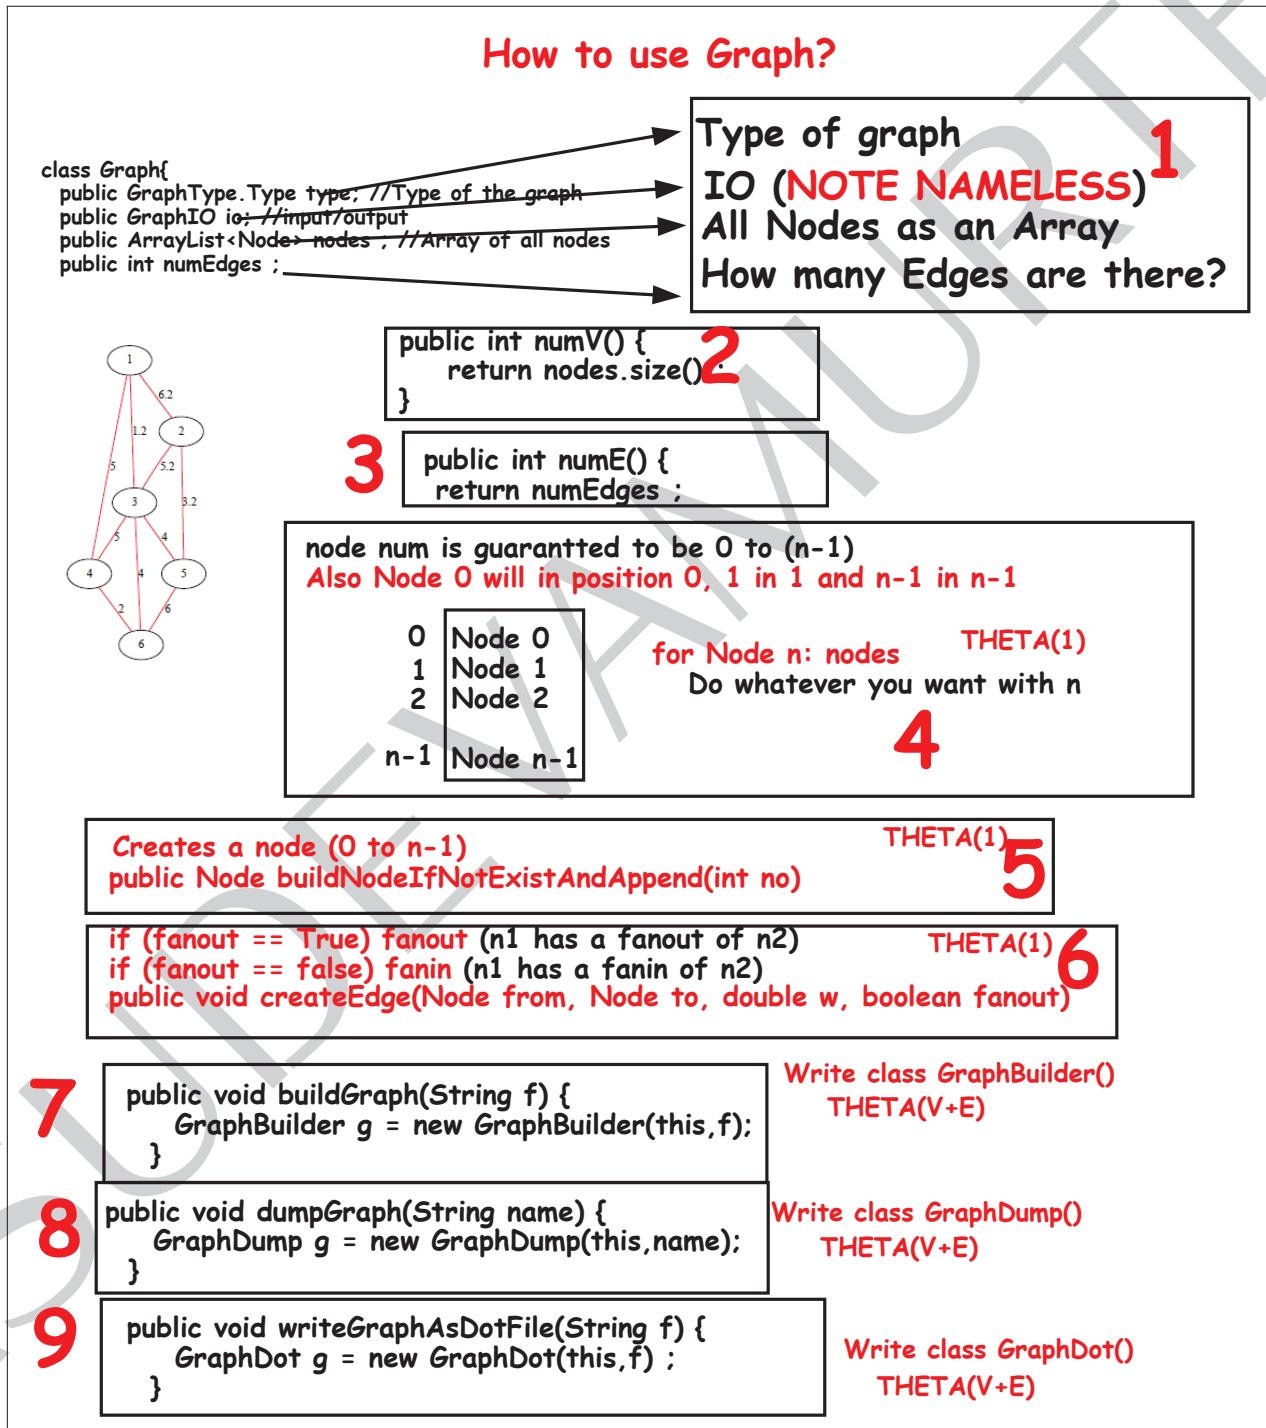 How to use Graph?
class Graph{
public GraphType.Type type; //Type of the graph
public GraphIO io; //input/output
public ArrayList<Node> nodes ; //Array of all nodes
public int numEdges ;
Type of graph
1
IO (NOTE NAMELESS)
All Nodes as an Array
How many Edges are there?
public int numV() {
return nodes.size() ;
}
2
3
public int numE() {
return numEdges ;
1
6.2
1.2
2
5
5.2
3
3.2
5
4
4
4
5
2
6
6
node num is guarantted to be 0 to (n-1)
Also Node 0 will in position 0, 1 in 1 and n-1 in n-1
0 Node 0
1 Node 1
2 Node 2
n-1 Node n-1
for Node n: nodes THETA(1)
Do whatever you want with n
4
Creates a node (0 to n-1) THETA(1)
public Node buildNodeIfNotExistAndAppend(int no)
5
if (fanout == True) fanout (n1 has a fanout of n2) THETA(1)
if (fanout == false) fanin (n1 has a fanin of n2)
public void createEdge(Node from, Node to, double w, boolean fanout)
6
7
public void buildGraph(String f) {
GraphBuilder g = new GraphBuilder(this,f);
}
Write class GraphBuilder()
THETA(V+E)
8
public void dumpGraph(String name) {
GraphDump g = new GraphDump(this,name);
}
Write class GraphDump()
THETA(V+E)
9
public void writeGraphAsDotFile(String f) {
GraphDot g = new GraphDot(this,f) ;
}
Write class GraphDot()
THETA(V+E)
SUDEVAMURTH